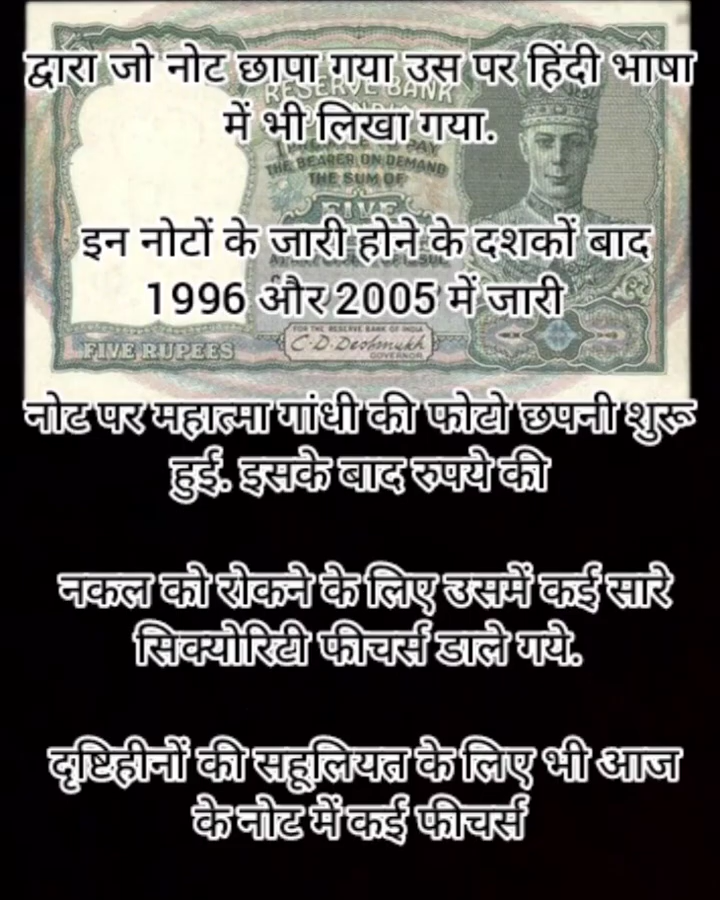 द्वारा जो नोट छापा गया उस पर हिंदी भाषा
RESERVE BANK
में भी लिखा गया.
PAY
THE BEARER ON DEMAND
THE SUM OF
FIVE
इन नोटों के जारी होने के दशकों बाद
1996 और 2005 में जारी
FOR THE RESERVE BANK OF INDIA
C.D.Deshmukh
GOVERNOR
FIVE RUPEES
नोट पर महात्मा गांधी की फोटो छपनी शुरू
हुई. इसके बाद रुपये की
नकल को रोकने के लिए उसमें कई सारे
सिक्योरिटी फीचर्स डाले गये.
दृष्टिहीनों की सहूलियत के लिए भी आज
के नोट में कई फीचर्स